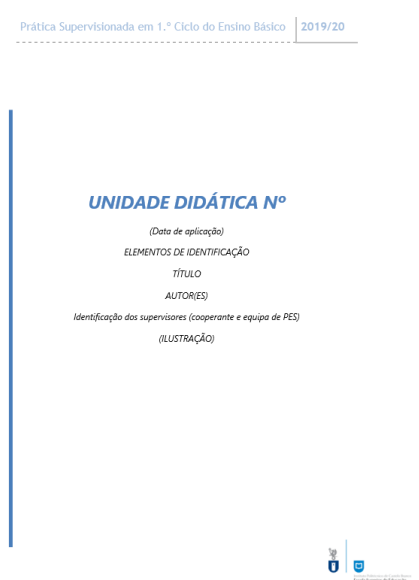 Prática Supervisionada em 1.º Ciclo do Ensino Básico 2019/20
UNIDADE DIDÁTICA Nº
(Data de aplicação)
ELEMENTOS DE IDENTIFICAÇÃO
TÍTULO
AUTOR(ES)
Identificação dos supervisores (cooperante e equipa de PES)
(ILUSTRAÇÃO)